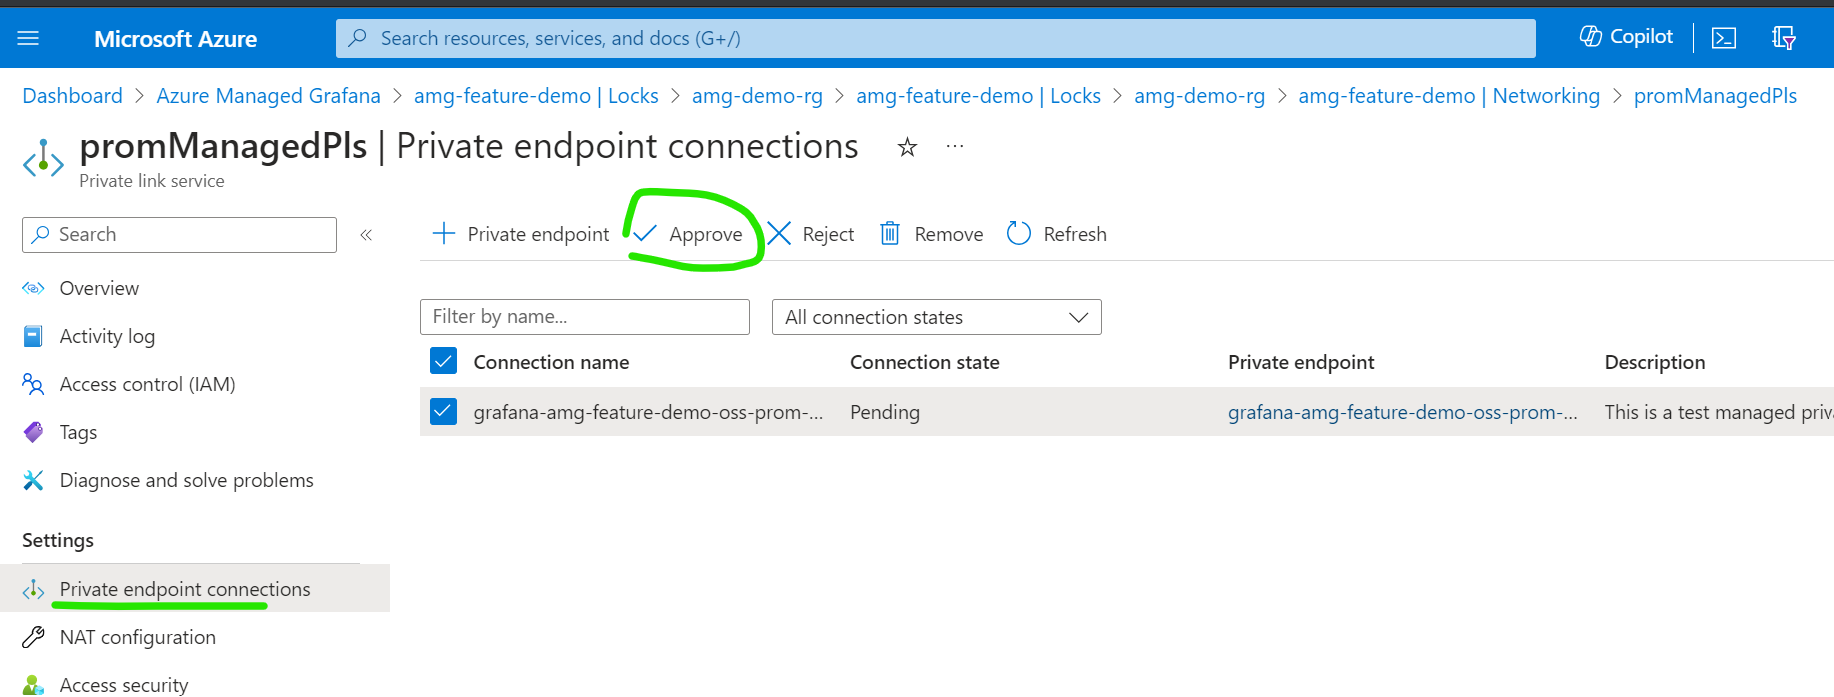 Microsoft Azure
Search resources, services, and docs (G+/)
Copilot
Dashboard > Azure Managed Grafana > amg-feature-demo | Locks > amg-demo-rg > amg-feature-demo | Locks > amg-demo-rg > amg-feature-demo | Networking > promManagedPls
promManagedPls | Private endpoint connections
Private link service
Search
Overview
Activity log
Access control (IAM)
Tags
Diagnose and solve problems
Settings
Private endpoint connections
NAT configuration
Access security
Private endpoint Approve Reject Remove Refresh
Filter by name...
All connection states
Connection name Connection state Private endpoint Description
grafana-amg-feature-demo-oss-prom-... Pending grafana-amg-feature-demo-oss-prom-... This is a test managed priv